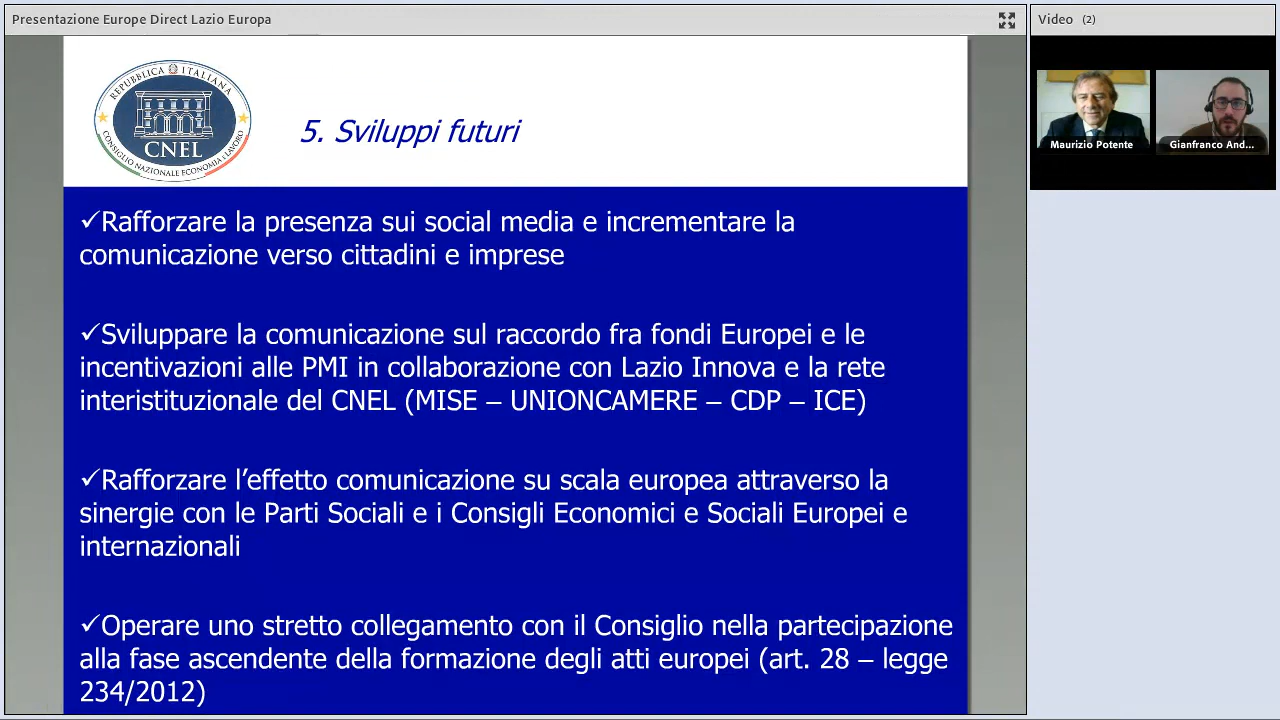 Presentazione Europe Direct Lazio Europa
Video (2)
REPUBBLICA ITALIANA
CNEL
CONSIGLIO NAZIONALE ECONOMIA E LAVORO
5. Sviluppi futuri
Maurizio Potente
Gianfranco And...
✓Rafforzare la presenza sui social media e incrementare la
comunicazione verso cittadini e imprese
✓Sviluppare la comunicazione sul raccordo fra fondi Europei e le
incentivazioni alle PMI in collaborazione con Lazio Innova e la rete
interistituzionale del CNEL (MISE – UNIONCAMERE – CDP – ICE)
✓Rafforzare l’effetto comunicazione su scala europea attraverso la
sinergie con le Parti Sociali e i Consigli Economici e Sociali Europei e
internazionali
✓Operare uno stretto collegamento con il Consiglio nella partecipazione
alla fase ascendente della formazione degli atti europei (art. 28 – legge
234/2012)